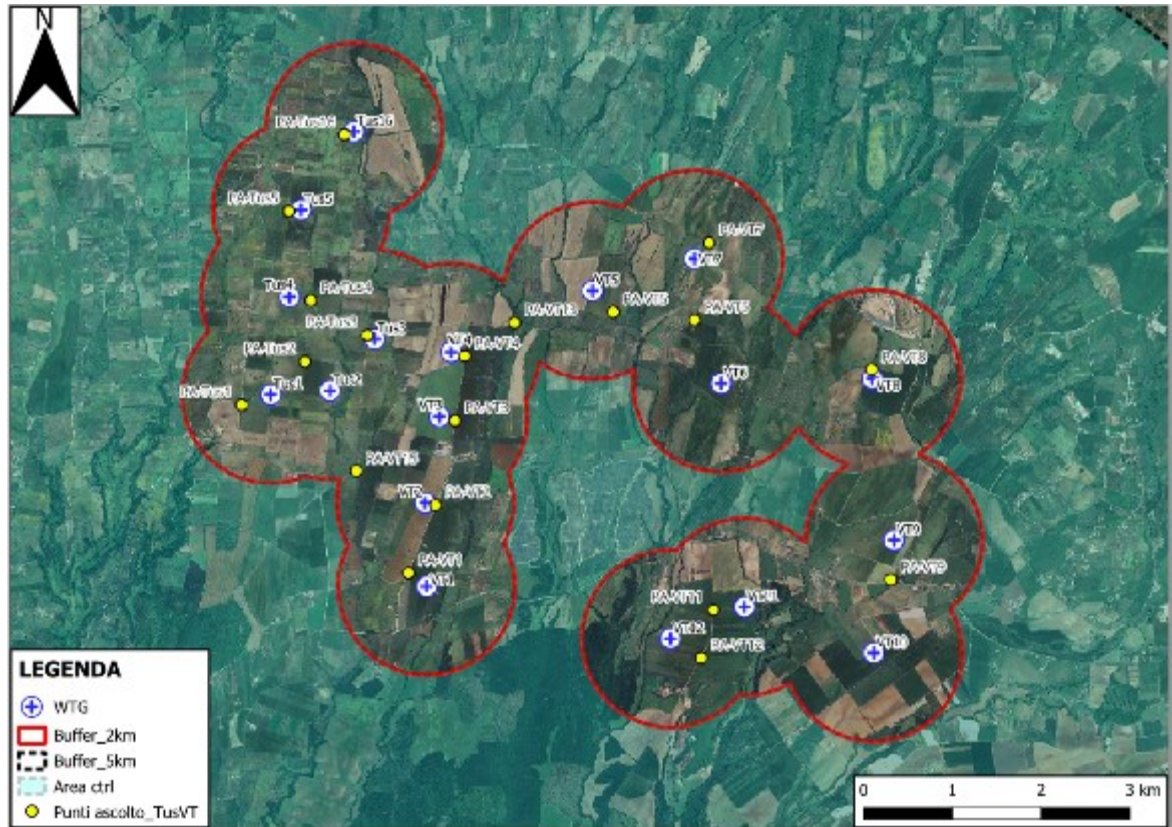 N
PA-Tus6 Tus6
PA-Tus5 Tus5
PA-VT7
VT7
Tus4 PA-Tus4
VT5
PA-VT5
PA-VT13
PA-VT5
PA-Tus3 Tus3
VT4 PA-VT4
PA-Tus2
PA-VT8
VT8
PA-Tus1 Tus1 Tus2
VT6
VT3 PA-VT3
PA-VT15
VT2 PA-VT2
VT9
PA-VT1
VT1
PA-VT9
PA-VT11 VT11
VT12
PA-VT12
VT10
LEGENDA
WTG
Buffer_2km
Buffer_5km
Area ctrl
Punti ascolto_TusVT
0 1 2 3 km